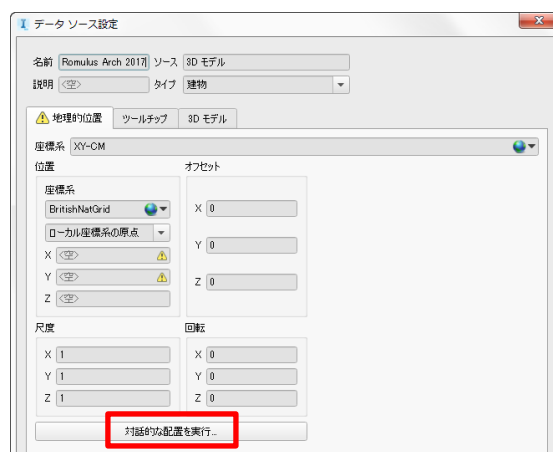 データ ソース設定
名前 Romulus Arch 2017 ソース 3D モデル
説明 <空> タイプ 建物
地理的位置 ツールチップ 3D モデル
座標系 XY-CM
位置 オフセット
座標系
BritishNatGrid X 0
ローカル座標系の原点
X <空> Y 0
Y <空>
Z <空> Z 0
尺度 回転
X 1 X 0
Y 1 Y 0
Z 1 Z 0
対話的な配置を実行...